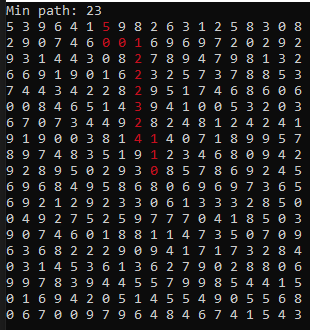 Min path: 23
5 3 9 6 4 1 5 9 8 2 6 3 1 2 5 8 3 0 8
2 9 0 7 4 6 0 0 1 6 9 6 9 7 2 0 2 9 2
9 3 1 4 4 3 0 8 2 7 8 9 4 7 9 8 1 3 2
6 6 9 1 9 0 1 6 2 3 2 5 7 3 7 8 8 5 3
7 4 4 3 4 2 2 8 2 9 5 1 7 4 6 8 6 0 6
0 0 8 4 6 5 1 4 3 9 4 1 0 0 5 3 2 0 3
6 7 0 7 3 4 4 9 2 8 2 4 8 1 2 4 2 4 1
9 1 9 0 0 3 8 1 4 1 4 0 7 1 8 9 9 5 7
8 9 7 4 8 3 5 1 9 1 2 3 4 6 8 0 9 4 2
9 2 8 9 5 0 2 9 3 0 8 5 7 8 6 9 2 4 5
6 9 6 8 4 9 5 8 6 8 0 6 9 6 9 7 3 6 5
6 9 2 6 1 2 9 2 3 3 0 6 1 3 3 3 2 8 5 0
0 4 9 2 7 5 2 5 9 7 7 7 0 4 1 8 5 0 3
9 0 7 4 6 0 1 8 8 1 1 4 7 3 5 0 7 0 9
6 3 6 8 2 2 2 9 0 9 4 1 7 1 7 3 2 8 4
0 3 1 4 5 3 6 1 3 6 2 7 9 0 2 8 8 0 6
9 9 7 8 3 9 4 4 4 5 5 7 9 9 8 5 4 4 1 5
0 1 6 9 4 2 0 5 1 4 5 5 4 9 0 5 5 6 8
0 6 7 0 0 9 7 9 6 4 8 4 6 7 4 1 5 4 3